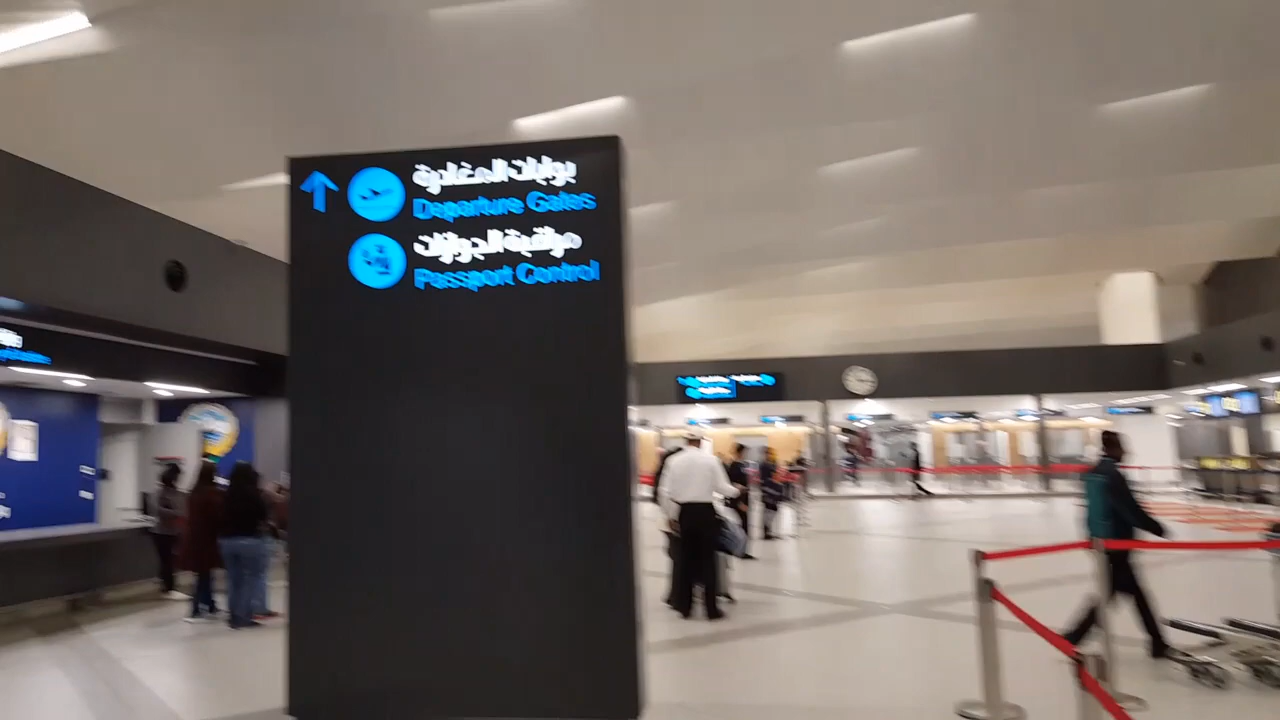 بوابات المغادرة
Departure Gates
مراقبة الجوازات
Passport Control